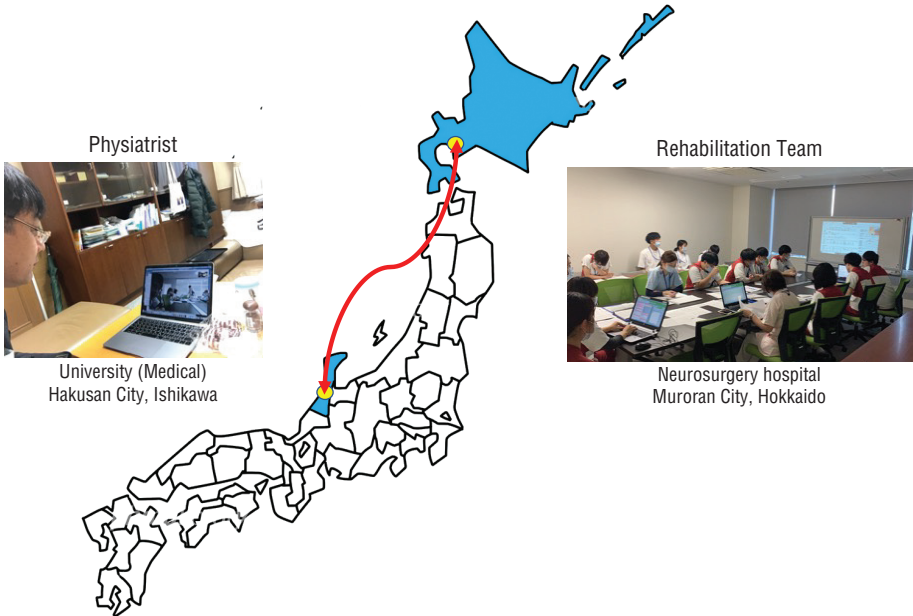 Physiatrist
University (Medical)
Hakusan City, Ishikawa
Rehabilitation Team
Neurosurgery hospital
Muroran City, Hokkaido